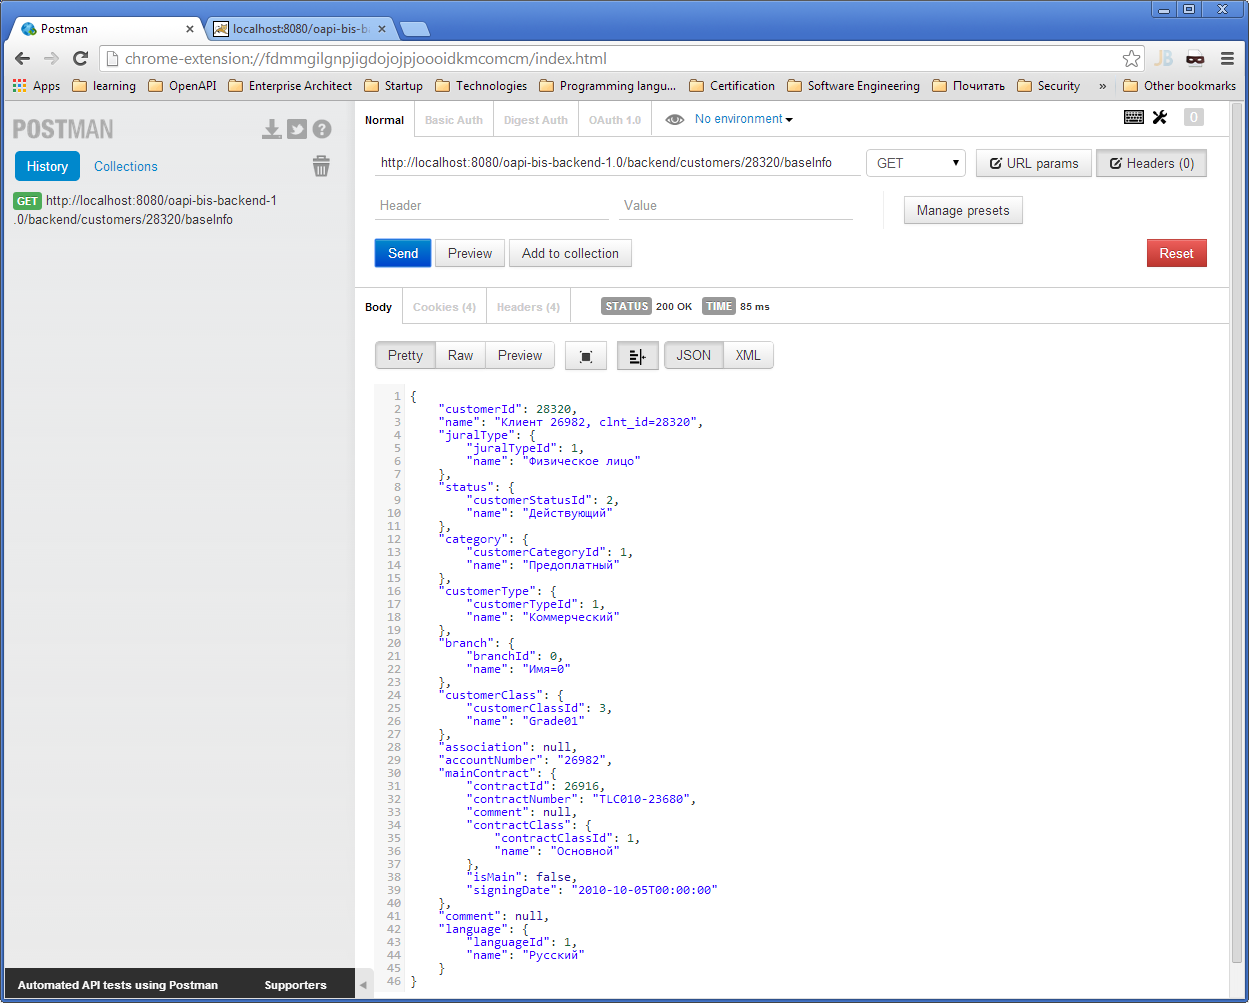 Postman
localhost:8080/oapi-bis-b
chrome-extension://fdmmgilgnpjigdojojpjoooidkmcomcm/index.html
JB
Apps learning OpenAPI Enterprise Architect Startup Technologies Programming langu... Certification Software Engineering Почитать Security » Other bookmarks
POSTMAN
Normal Basic Auth Digest Auth OAuth 1.0 No environment 0
History Collections
http://localhost:8080/oapi-bis-backend-1.0/backend/customers/28320/baseInfo GET URL params Headers (0)
GET http://localhost:8080/oapi-bis-backend-1
.0/backend/customers/28320/baseInfo
Header Value Manage presets
Send Preview Add to collection Reset
Body Cookies (4) Headers (4) STATUS 200 OK TIME 85 ms
Pretty Raw Preview JSON XML
1 {
2 "customerId": 28320,
3 "name": "Клиент 26982, clnt_id=28320",
4 "juralType": {
5 "juralTypeId": 1,
6 "name": "Физическое лицо"
7 },
8 "status": {
9 "customerStatusId": 2,
10 "name": "Действующий"
11 },
12 "category": {
13 "customerCategoryId": 1,
14 "name": "Предоплатный"
15 },
16 "customerType": {
17 "customerTypeId": 1,
18 "name": "Коммерческий"
19 },
20 "branch": {
21 "branchId": 0,
22 "name": "Имя=0"
23 },
24 "customerClass": {
25 "customerClassId": 3,
26 "name": "Grade01"
27 },
28 "association": null,
29 "accountNumber": "26982",
30 "mainContract": {
31 "contractId": 26916,
32 "contractNumber": "TLC010-23680",
33 "comment": null,
34 "contractClass": {
35 "contractClassId": 1,
36 "name": "Основной"
37 },
38 "isMain": false,
39 "signingDate": "2010-10-05T00:00:00"
40 },
41 "comment": null,
42 "language": {
43 "languageId": 1,
44 "name": "Русский"
45 }
46 }
Automated API tests using Postman Supporters